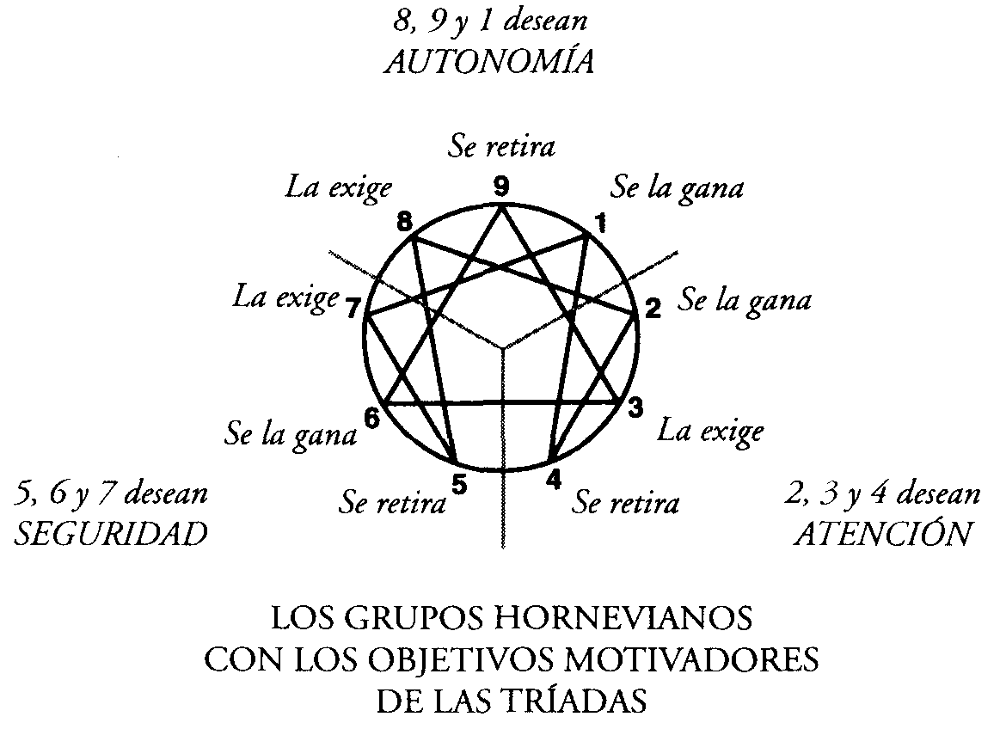 8, 9 y 1 desean
AUTONOMÍA
Se retira
La exige
9
Se la gana
8
1
La exige
7
2
Se la gana
6
3
Se la gana
La exige
5
4
Se retira
Se retira
5, 6 y 7 desean
SEGURIDAD
2, 3 y 4 desean
ATENCIÓN
LOS GRUPOS HORNEVIANOS
CON LOS OBJETIVOS MOTIVADORES
DE LAS TRÍADAS